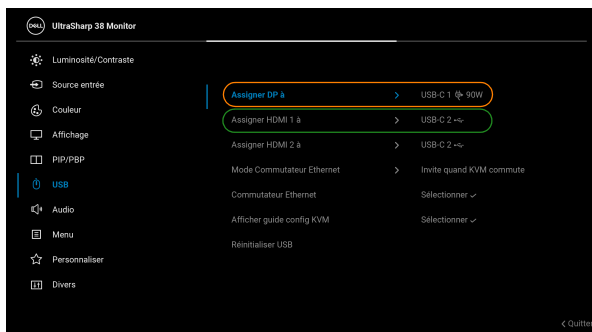 DELL UltraSharp 38 Monitor
Luminosité/Contraste
Source entrée
Couleur
Affichage
PIP/PBP
USB
Audio
Menu
Personnaliser
Divers
Assigner DP à > USB-C 1 90W
Assigner HDMI 1 à > USB-C 2
Assigner HDMI 2 à > USB-C 2
Mode Commutateur Ethernet > Invite quand KVM commute
Commutateur Ethernet Sélectionner ✓
Afficher guide config KVM Sélectionner ✓
Réinitialiser USB
< Quitter